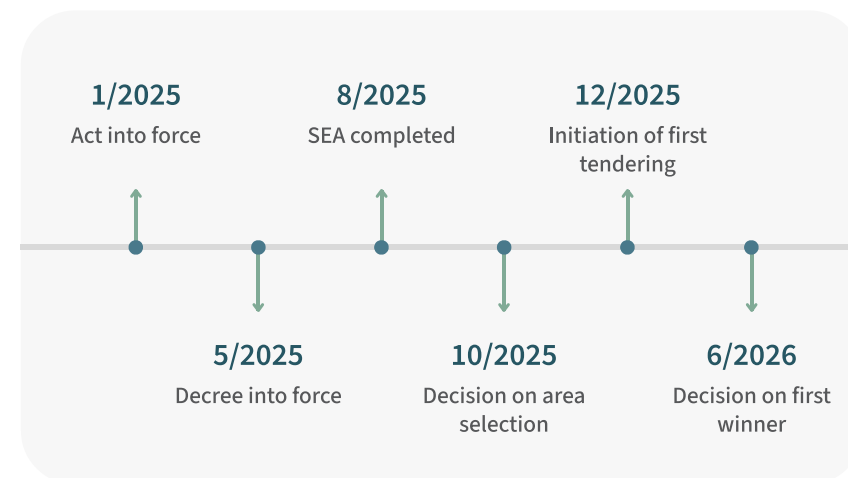 1/2025
Act into force
8/2025
SEA completed
12/2025
Initiation of first
tendering
5/2025
Decree into force
10/2025
Decision on area
selection
6/2026
Decision on first
winner